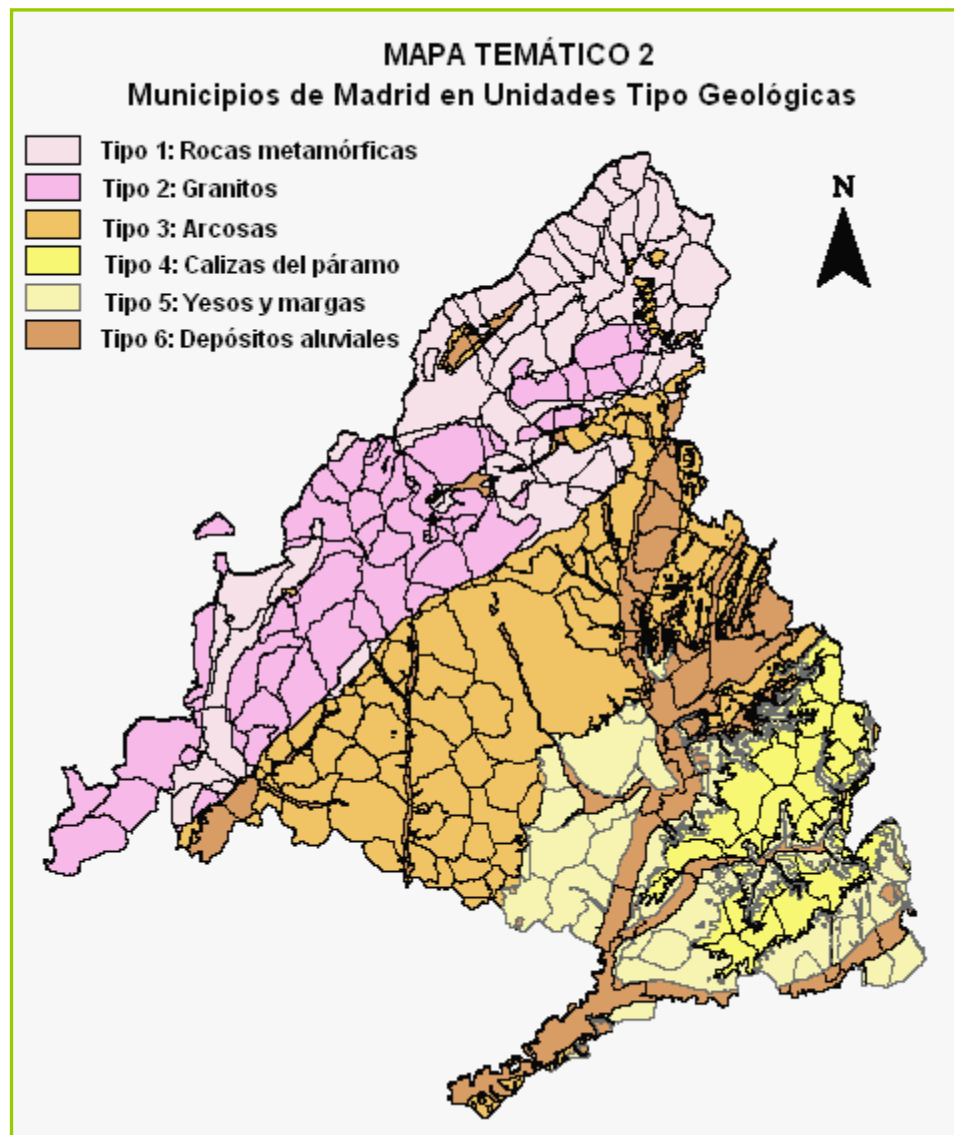 MAPA TEMÁTICO 2
Municipios de Madrid en Unidades Tipo Geológicas
Tipo 1: Rocas metamórficas
Tipo 2: Granitos
Tipo 3: Arcosas
Tipo 4: Calizas del páramo
Tipo 5: Yesos y margas
Tipo 6: Depósitos aluviales
N